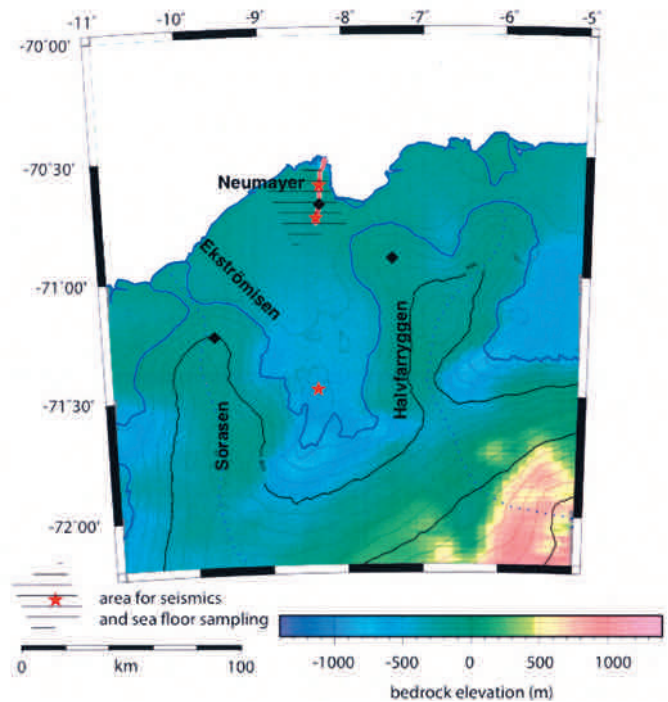 -11° -10° -9° -8° -7° -6° -5°
-70°00'
-70°30'
Neumayer
Ekströmisen
-71°00'
Halvfarryggen
-71°30'
Sörasen
-72°00'
area for seismics
and sea floor sampling
0 km 100
-1000 -500 0 500 1000
bedrock elevation (m)